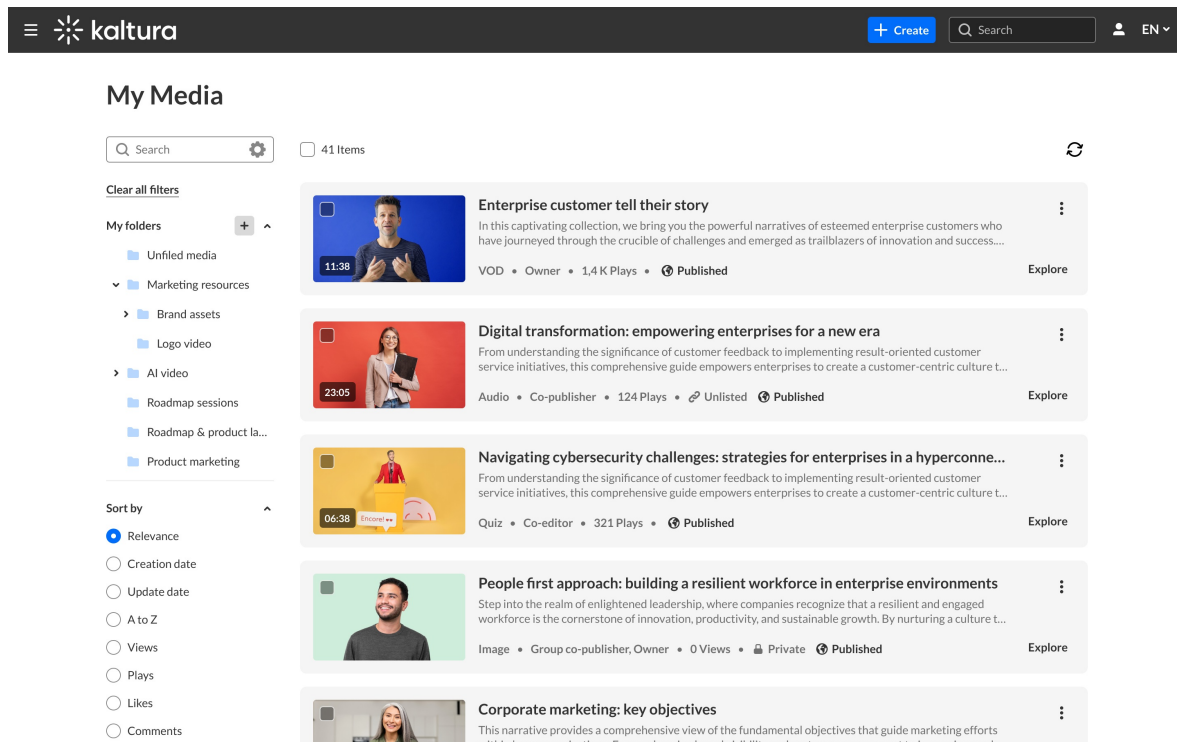 kaltura
+ Create
Search
EN
My Media
Search
41 Items
Clear all filters
My folders
+
Unfiled media
Marketing resources
Brand assets
Logo video
AI video
Roadmap sessions
Roadmap & product la...
Product marketing
Sort by
Relevance
Creation date
Update date
A to Z
Views
Plays
Likes
Comments
Enterprise customer tell their story
In this captivating collection, we bring you the powerful narratives of esteemed enterprise customers who
have journeyed through the crucible of challenges and emerged as trailblazers of innovation and success....
11:38
VOD • Owner • 1,4 K Plays • Published
Explore
Digital transformation: empowering enterprises for a new era
From understanding the significance of customer feedback to implementing result-oriented customer
service initiatives, this comprehensive guide empowers enterprises to create a customer-centric culture t...
23:05
Audio • Co-publisher • 124 Plays • Unlisted Published
Explore
Navigating cybersecurity challenges: strategies for enterprises in a hyperconne...
From understanding the significance of customer feedback to implementing result-oriented customer
service initiatives, this comprehensive guide empowers enterprises to create a customer-centric culture t...
06:38
Encore!
Quiz • Co-editor • 321 Plays • Published
Explore
People first approach: building a resilient workforce in enterprise environments
Step into the realm of enlightened leadership, where companies recognize that a resilient and engaged
workforce is the cornerstone of innovation, productivity, and sustainable growth. By nurturing a culture t...
Image • Group co-publisher, Owner • 0 Views • Private Published
Explore
Corporate marketing: key objectives
This narrative provides a comprehensive view of the fundamental objectives that guide marketing efforts